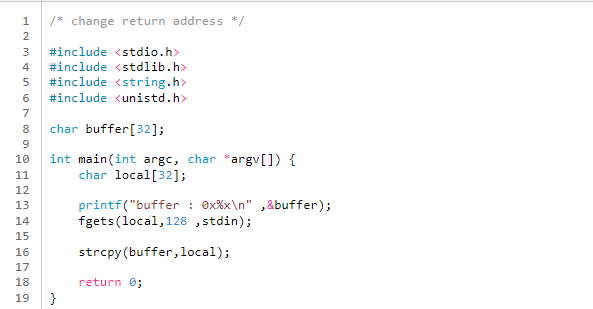 1 /* change return address */
2
3 #include <stdio.h>
4 #include <stdlib.h>
5 #include <string.h>
6 #include <unistd.h>
7
8 char buffer[32];
9
10 int main(int argc, char *argv[]) {
11     char local[32];
12
13     printf("buffer : 0x%x\n" ,&buffer);
14     fgets(local,128 ,stdin);
15
16     strcpy(buffer,local);
17
18     return 0;
19 }